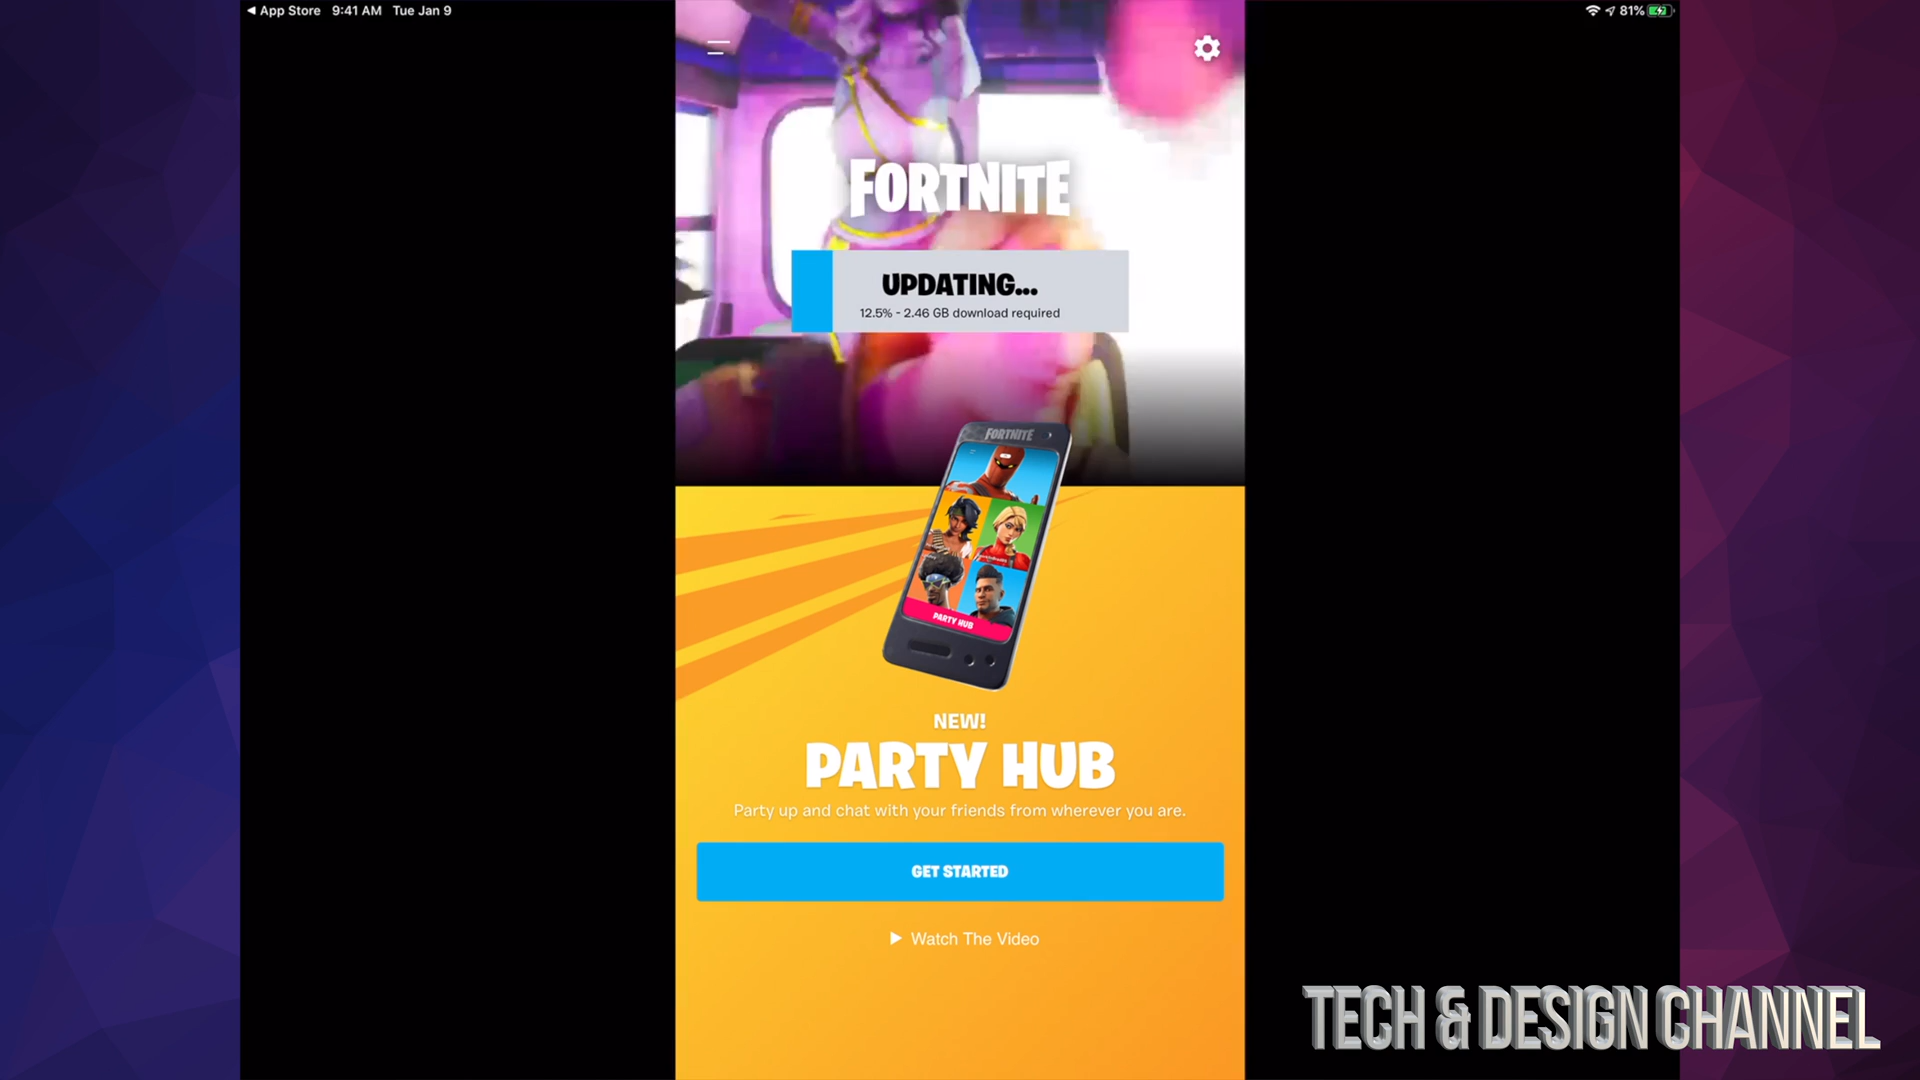 App Store 9:41 AM Tue Jan 9
81%
FORTNITE
UPDATING...
12.5% - 2.46 GB download required
FORTNITE
PARTY HUB
NEW!
PARTY HUB
Party up and chat with your friends from wherever you are.
GET STARTED
Watch The Video
TECH & DESIGN CHANNEL